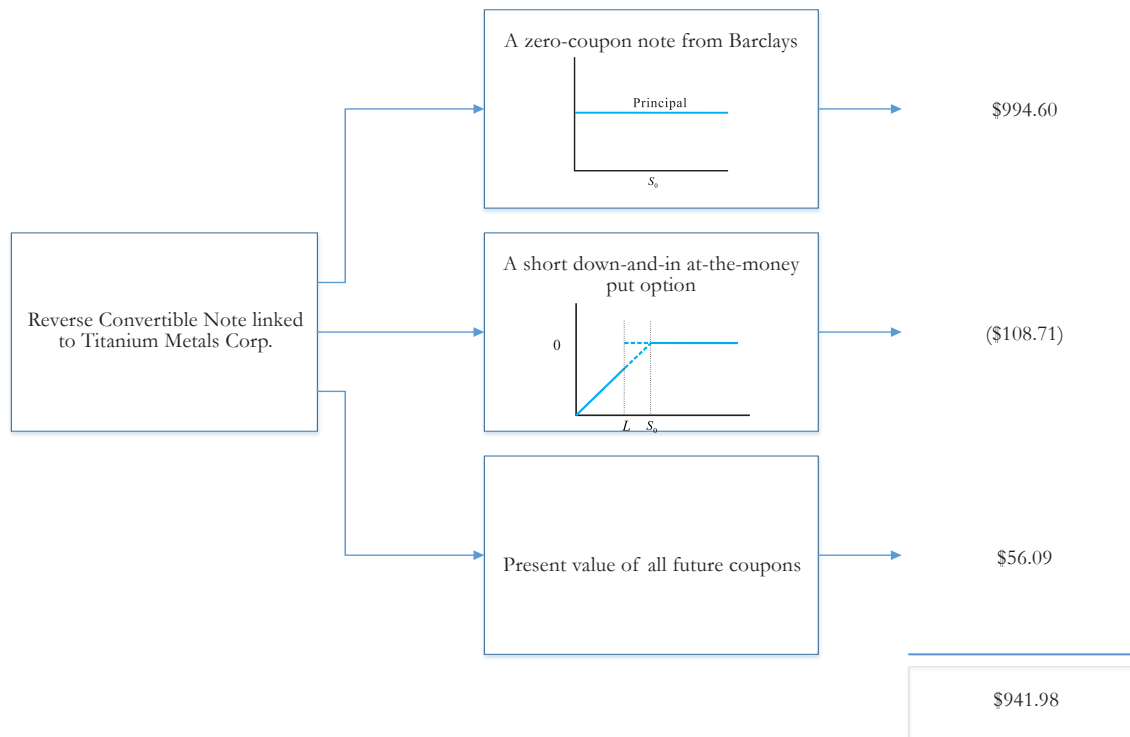 A zero-coupon note from Barclays
Principal
S₀
$994.60
Reverse Convertible Note linked
to Titanium Metals Corp.
A short down-and-in at-the-money
put option
0
L S₀
($108.71)
Present value of all future coupons
$56.09
$941.98